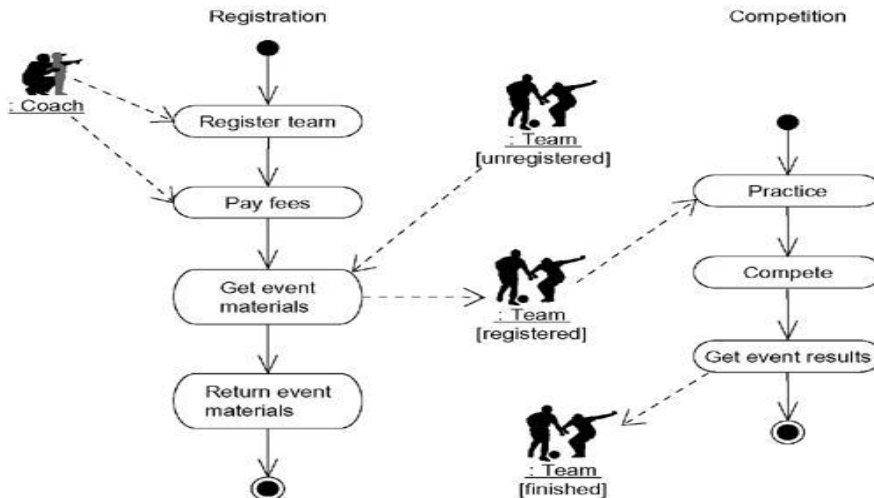 Registration
Competition
: Coach
Register team
: Team
[unregistered]
Pay fees
Practice
Get event
materials
: Team
[registered]
Compete
Return event
materials
Get event results
: Team
[finished]